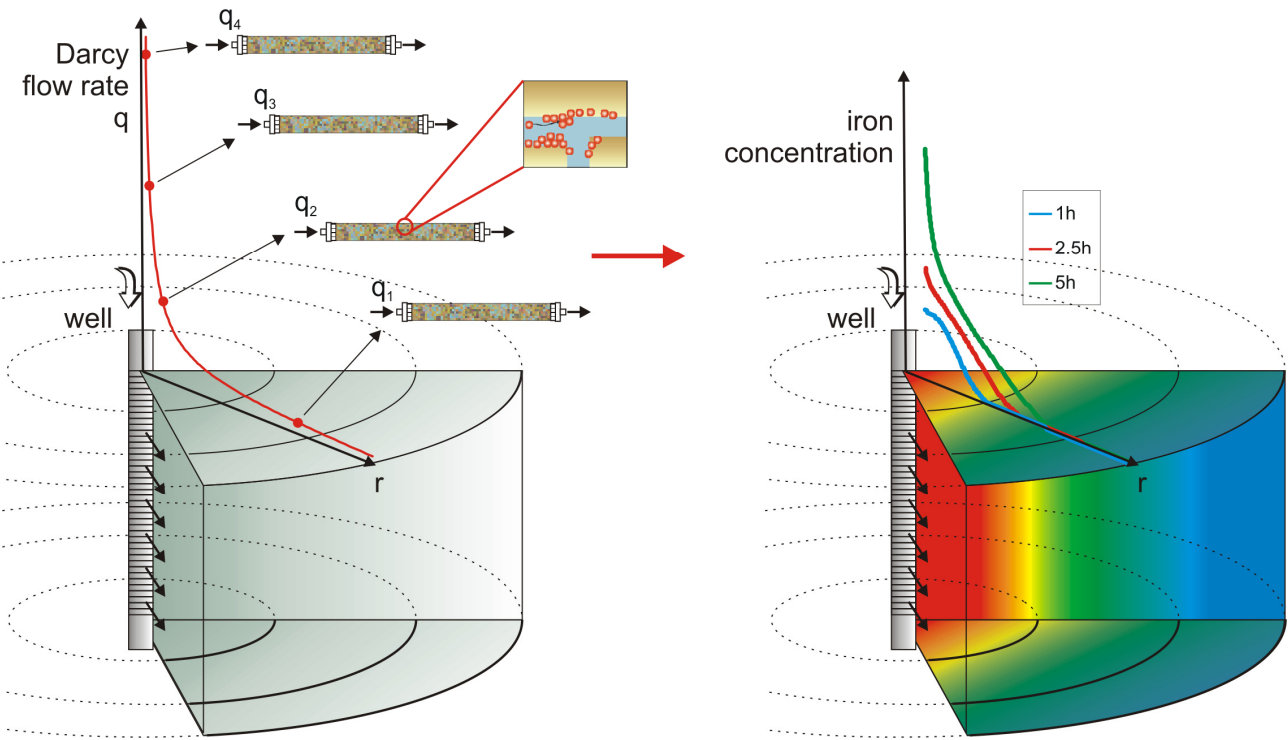 q4
Darcy
flow rate
q
q3
q2
q1
well
r
iron
concentration
1h
2.5h
5h
well
r